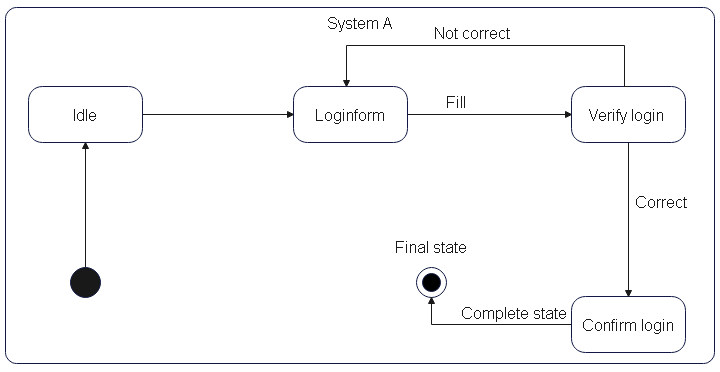 System A
Not correct
Idle
Loginform
Fill
Verify login
Correct
Final state
Complete state
Confirm login